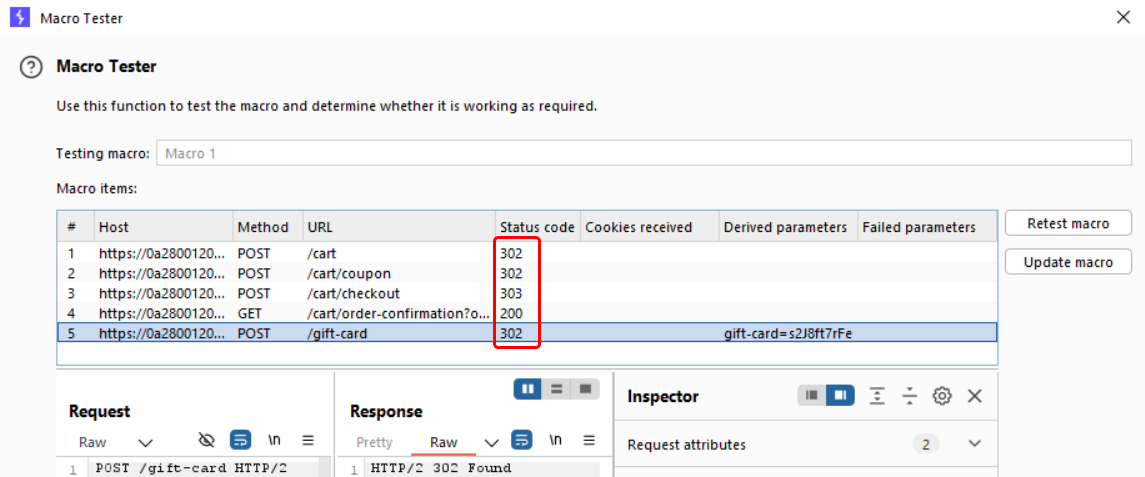 Macro Tester
Macro Tester
Use this function to test the macro and determine whether it is working as required.
Testing macro: Macro 1
Macro items:
# Host Method URL Status code Cookies received Derived parameters Failed parameters
1 https://0a2800120... POST /cart 302
2 https://0a2800120... POST /cart/coupon 302
3 https://0a2800120... POST /cart/checkout 303
4 https://0a2800120... GET /cart/order-confirmation?o... 200
5 https://0a2800120... POST /gift-card 302 gift-card=s2J8ft7rFe
Retest macro
Update macro
Request
Raw \n
1 POST /gift-card HTTP/2
Response
Pretty Raw \n
1 HTTP/2 302 Found
Inspector
Request attributes 2